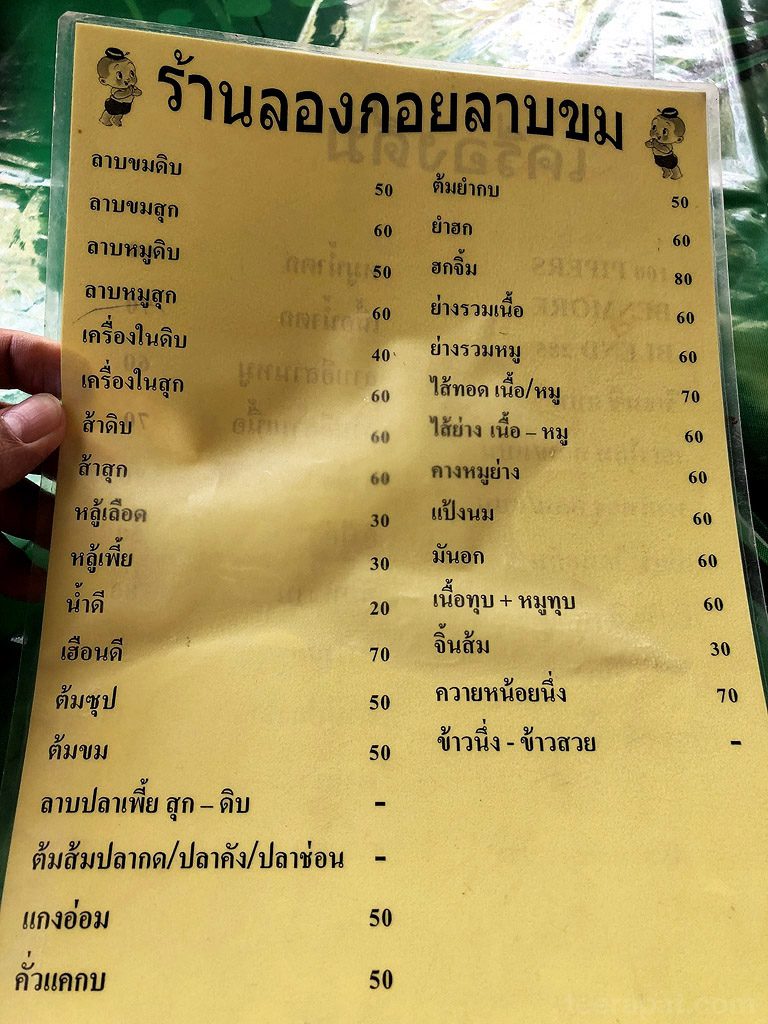 ร้านลองกอยลาบขม
ลาบขมดิบ 50
ลาบขมสุก 60
ลาบหมูดิบ 50
ลาบหมูสุก 60
เครื่องในดิบ 40
เครื่องในสุก 60
ส้าดิบ 60
ส้าสุก 60
หลู้เลือด 30
หลู้เพี้ย 30
น้ำดี 20
เฮือนดี 70
ต้มซุป 50
ต้มขม 50
ลาบปลาเพี้ย สุก – ดิบ -
ต้มส้มปลากด/ปลาคัง/ปลาช่อน -
แกงอ่อม 50
คั่วแคกบ 50
ต้มยำกบ 50
ยำฮก 60
ฮกจิ้ม 80
ย่างรวมเนื้อ 60
ย่างรวมหมู 60
ไส้ทอด เนื้อ/หมู 70
ไส้ย่าง เนื้อ – หมู 60
คางหมูย่าง 60
แป้งนม 60
มันอก 60
เนื้อทุบ + หมูทุบ 60
จิ้นส้ม 30
ควายหน้อยนึ่ง 70
ข้าวนึ่ง - ข้าวสวย -